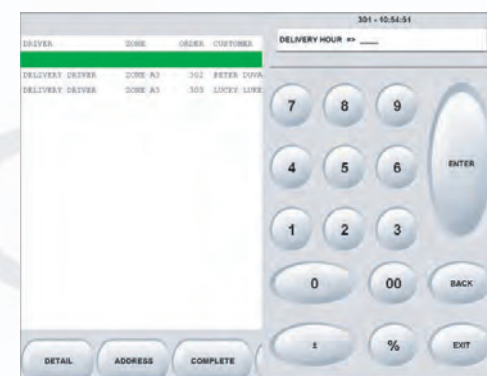 301 - 10:54:51
DRIVER ZONE ORDER CUSTOMER
DELIVERY DRIVER ZONE A3 302 PETER DUVA
DELIVERY DRIVER ZONE A3 303 LUCKY LUKE
DELIVERY HOUR => ____
7 8 9
4 5 6 ENTER
1 2 3
0 00 BACK
± % EXIT
DETAIL ADDRESS COMPLETE